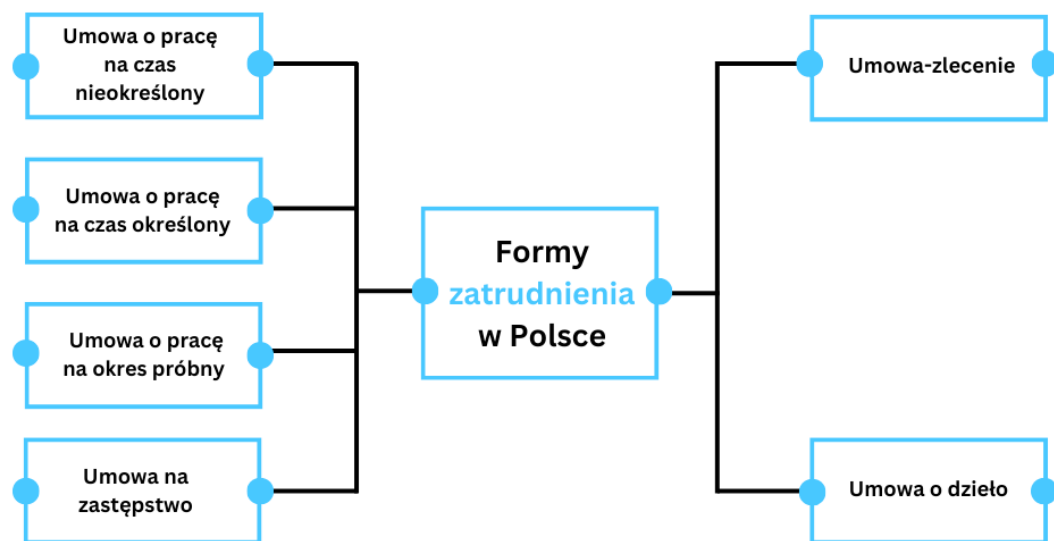 Umowa o pracę
na czas
nieokreślony
Umowa o pracę
na czas określony
Umowa o pracę
na okres próbny
Umowa na
zastępstwo
Formy
zatrudnienia
w Polsce
Umowa-zlecenie
Umowa o dzieło